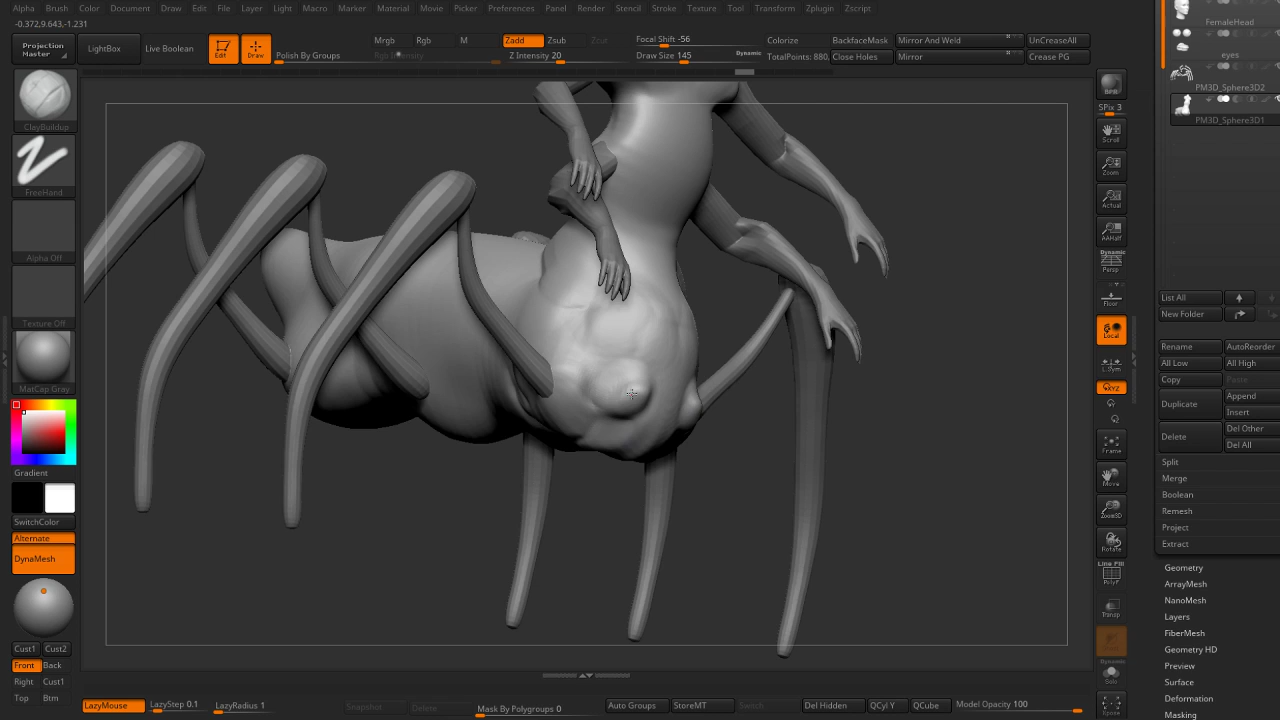 Alpha Brush Color Document Draw Edit File Layer Light Macro Marker Material Movie Picker Preferences Panel Render Stencil Stroke Texture Tool Transform Zplugin Zscript
-0.372,9.643,-1.231
Projection Master
LightBox
Live Boolean
Edit
Draw
Polish By Groups
Mrgb Rgb M
Rgb Intensity
Zadd Zsub Zcut
Z Intensity 20
Focal Shift -56
Draw Size 145
Dynamic
Colorize
TotalPoints: 880,
BackfaceMask
Close Holes
Mirror And Weld
Mirror
UnCreaseAll
Crease PG
ClayBuildup
FreeHand
Alpha Off
Texture Off
MatCap Gray
Gradient
SwitchColor
Alternate
DynaMesh
Cust1 Cust2
Front Back
Right Cust1
Top Btm
BPR
SPix 3
Scroll
Zoom
Actual
AAHalf
Dynamic
Persp
Floor
Local
L.Sym
XYZ
Frame
Move
Zoom3D
Rotate
Line Fill
PolyF
Transp
Dynamic
Solo
Xpose
FemaleHead
eyes
PM3D_Sphere3D2
PM3D_Sphere3D1
List All
New Folder
Rename AutoReorder
All Low All High
Copy Paste
Duplicate Append
Insert
Delete Del Other
Del All
Split
Merge
Boolean
Remesh
Project
Extract
Geometry
ArrayMesh
NanoMesh
Layers
FiberMesh
Geometry HD
Preview
Surface
Deformation
Masking
LazyMouse LazyStep 0.1 LazyRadius 1 Snapshot Delete Mask By Polygroups 0 Auto Groups StoreMT Switch Del Hidden QCyl Y QCube Model Opacity 100